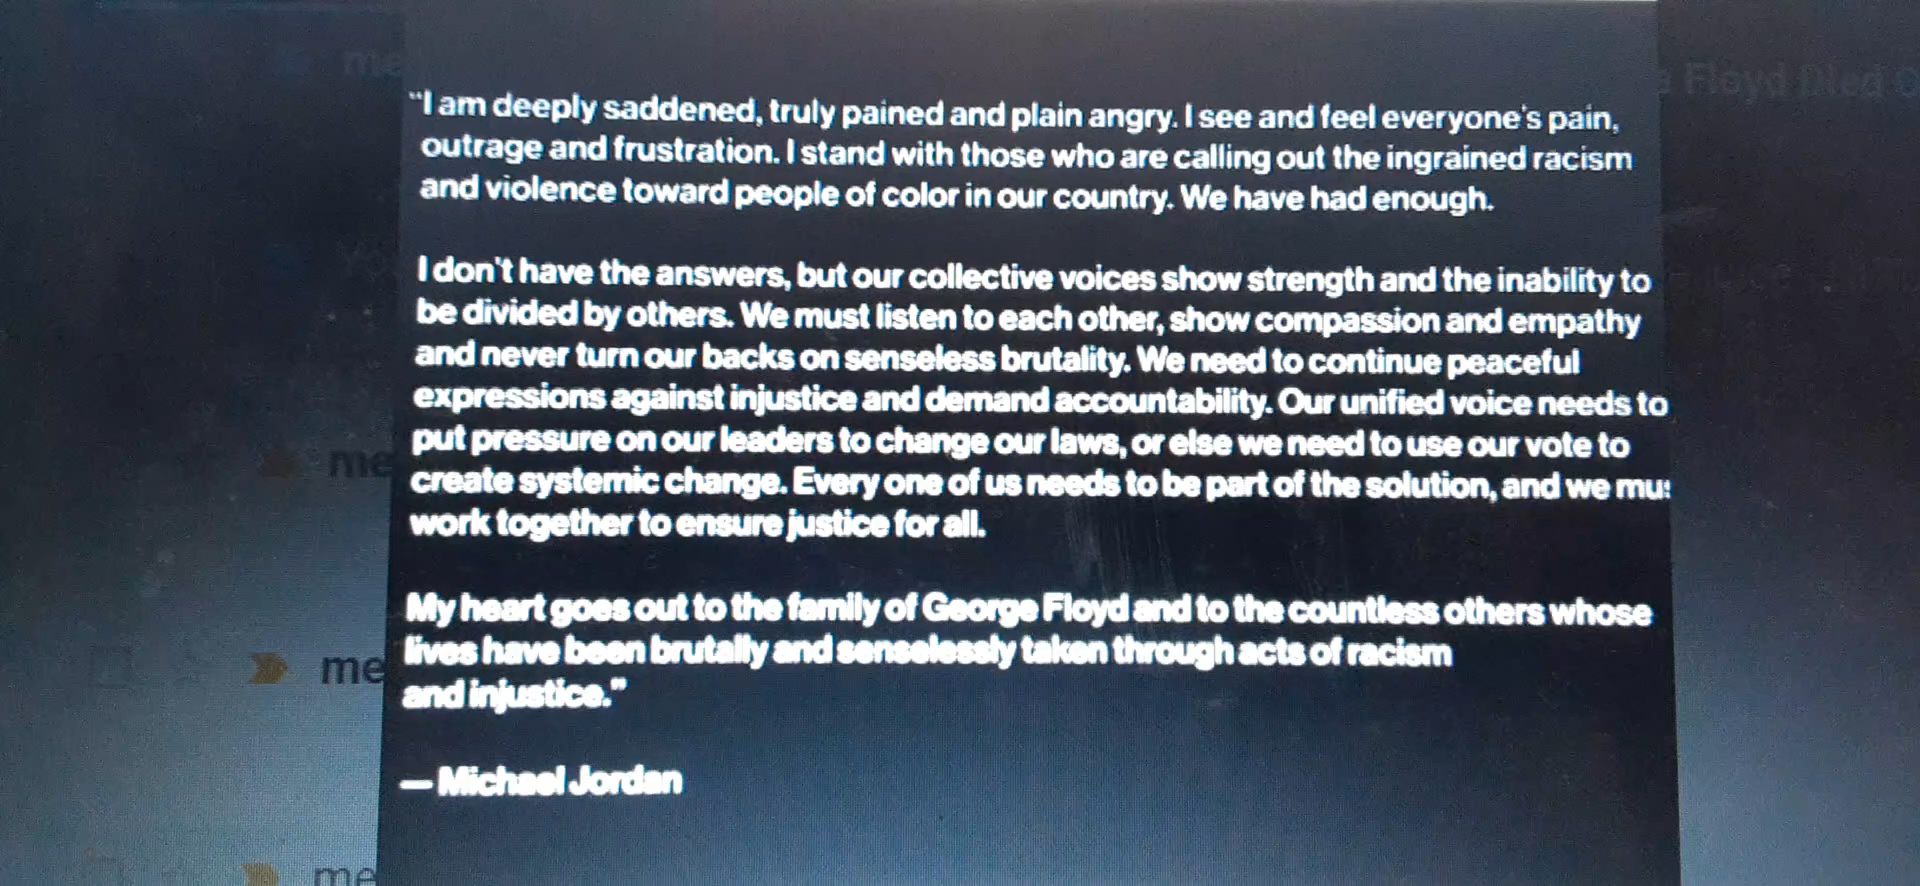 me
Floyd Died
"I am deeply saddened, truly pained and plain angry. I see and feel everyone's pain,
outrage and frustration. I stand with those who are calling out the ingrained racism
and violence toward people of color in our country. We have had enough.
I don't have the answers, but our collective voices show strength and the inability to
be divided by others. We must listen to each other, show compassion and empathy
and never turn our backs on senseless brutality. We need to continue peaceful
expressions against injustice and demand accountability. Our unified voice needs to
put pressure on our leaders to change our laws, or else we need to use our vote to
me
create systemic change. Every one of us needs to be part of the solution, and we mu
work together to ensure justice for all.
My heart goes out to the family of George Floyd and to the countless others whose
lives have been brutally and senselessly taken through acts of racism
me
and injustice."
— Michael Jordan
me